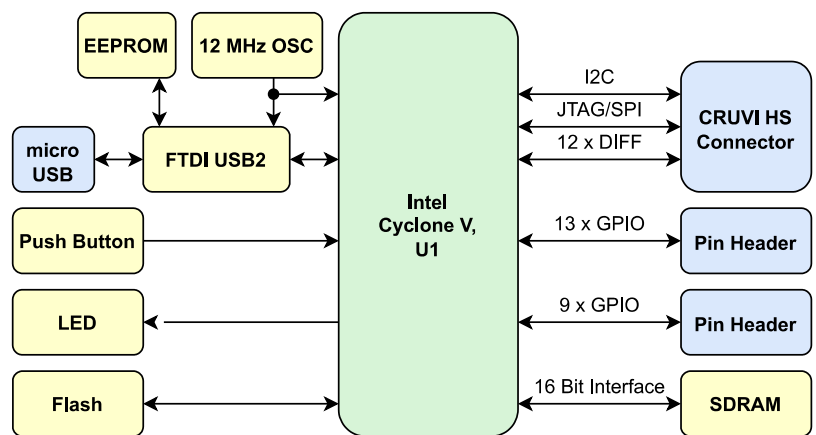 EEPROM
12 MHz OSC
micro
USB
FTDI USB2
Push Button
LED
Flash
Intel
Cyclone V,
U1
I2C
JTAG/SPI
12 x DIFF
CRUVI HS
Connector
13 x GPIO
Pin Header
9 x GPIO
Pin Header
16 Bit Interface
SDRAM